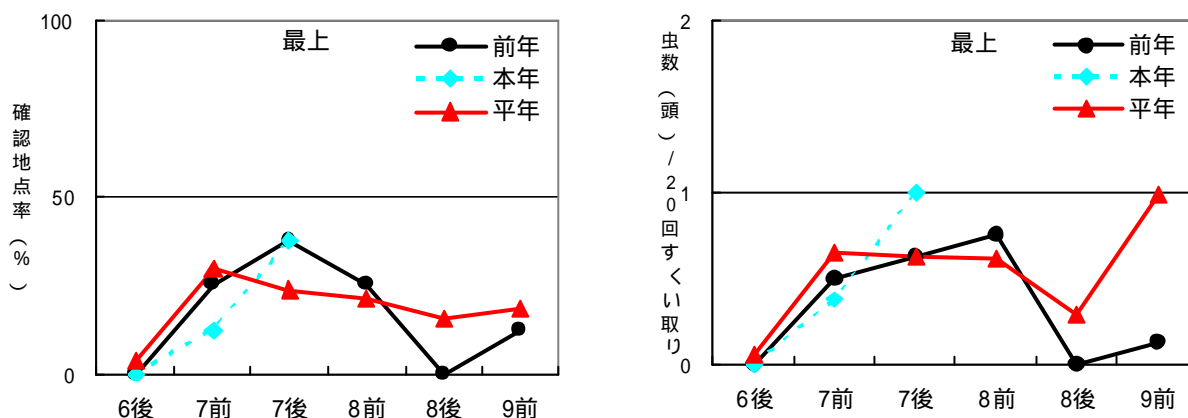 最上
前年
本年
平年
確認地点率(%)
100
50
0
6後 7前 7後 8前 8後 9前
最上
前年
本年
平年
虫数(頭)/20回すくい取り
2
1
0
6後 7前 7後 8前 8後 9前